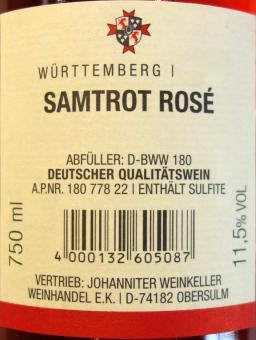 WÜRTTEMBERG |
SAMTROT ROSÉ
ABFÜLLER: D-BWW 180
DEUTSCHER QUALITÄTSWEIN
A.P.NR. 180 778 22 | ENTHÄLT SULFITE
750 ml
11,5% VOL
4 000132 605087
VERTRIEB: JOHANNITER WEINKELLER
WEINHANDEL E.K. | D-74182 OBERSULM